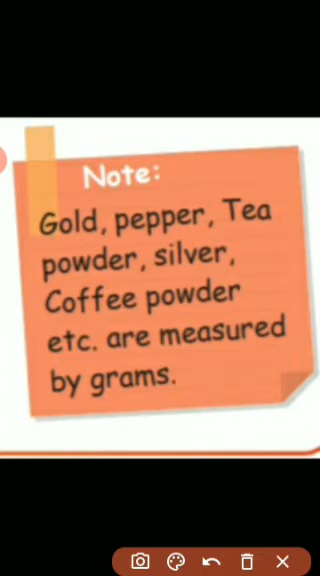 Note:
Gold, pepper, Tea
powder, silver,
Coffee powder
etc. are measured
by grams.